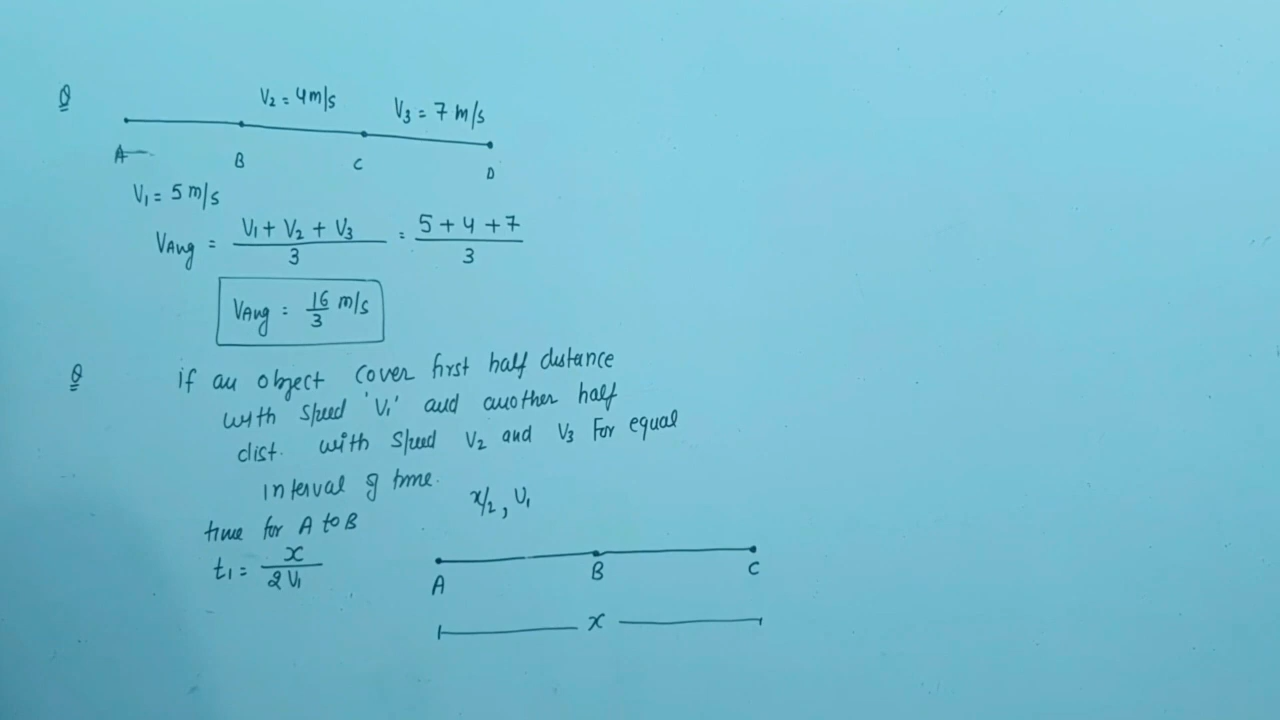 Q
V₂ = 4m/s V₃ = 7 m/s
A B C D
V₁ = 5 m/s
VAvg = (V₁ + V₂ + V₃)/3 = (5 + 4 + 7)/3
VAvg = 16/3 m/s
Q if an object cover first half distance
with speed 'V₁' and another half
dist. with speed V₂ and V₃ for equal
interval of time.
x/2, V₁
time for A to B
t₁ = x/(2V₁)
A B C
x